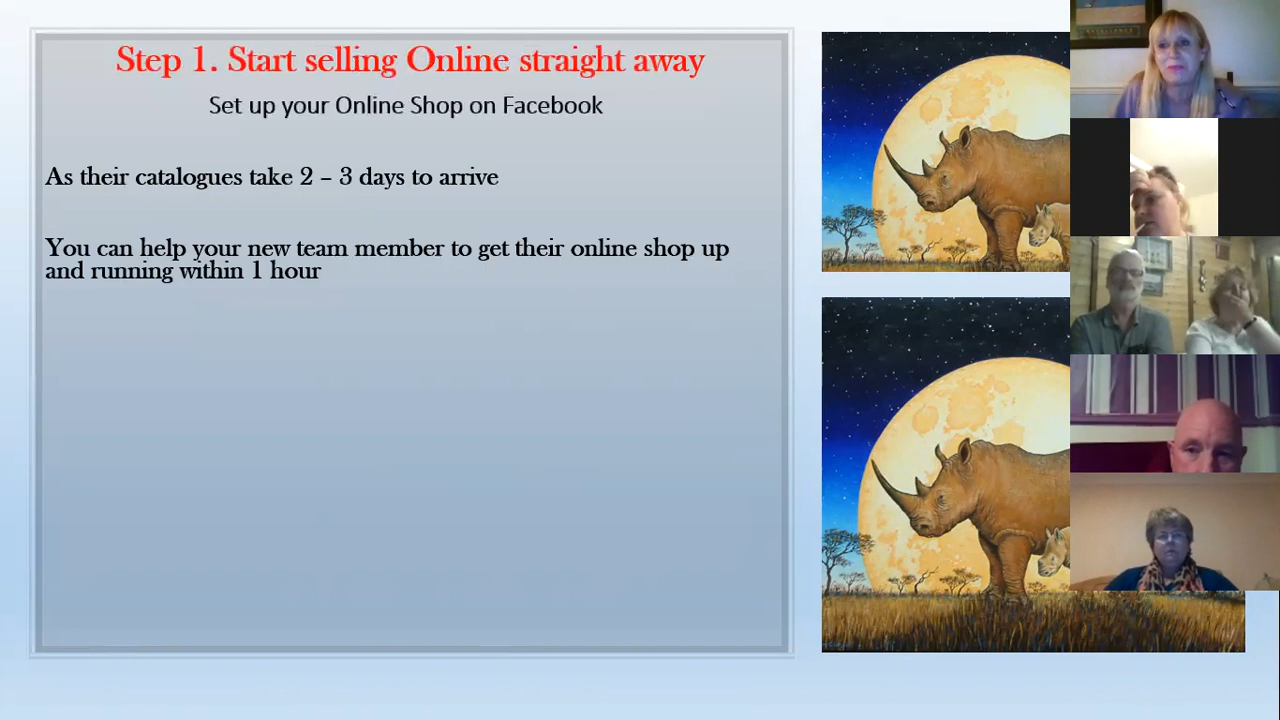 Step 1. Start selling Online straight away
Set up your Online Shop on Facebook
As their catalogues take 2 – 3 days to arrive
You can help your new team member to get their online shop up
and running within 1 hour